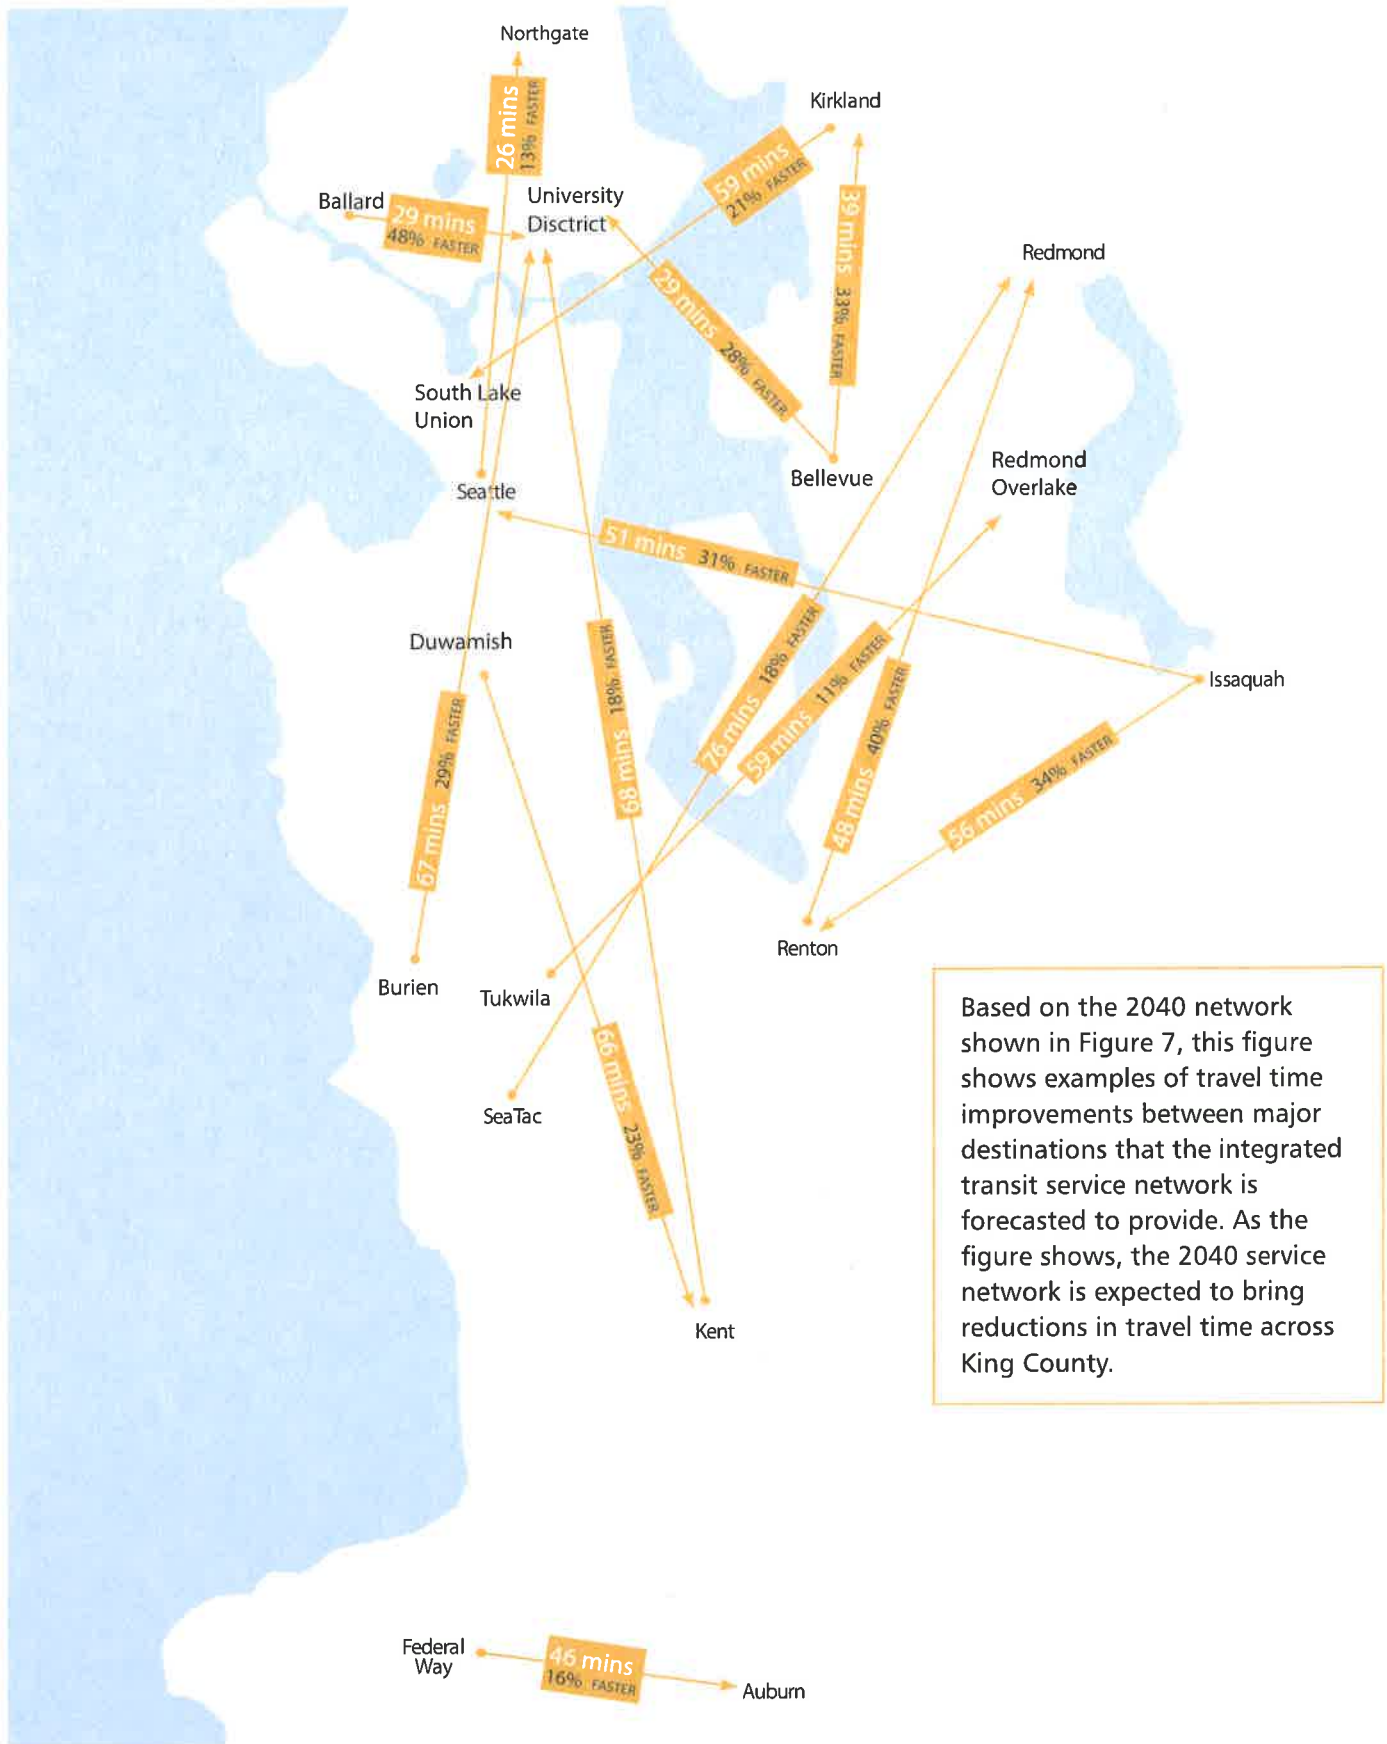 Northgate
26 mins
13% FASTER
Kirkland
59 mins
21% FASTER
Ballard
29 mins
48% FASTER
University
Disctrict
39 mins 33% FASTER
Redmond
29 mins 28% FASTER
South Lake
Union
Seattle
Bellevue
Redmond
Overlake
51 mins 31% FASTER
Duwamish
68 mins 18% FASTER
76 mins 18% FASTER
59 mins 11% FASTER
48 mins 40% FASTER
Issaquah
67 mins 29% FASTER
56 mins 34% FASTER
Renton
Burien
Tukwila
SeaTac
66 mins 23% FASTER
Kent
Based on the 2040 network
shown in Figure 7, this figure
shows examples of travel time
improvements between major
destinations that the integrated
transit service network is
forecasted to provide. As the
figure shows, the 2040 service
network is expected to bring
reductions in travel time across
King County.
Federal
Way
46 mins
16% FASTER
Auburn